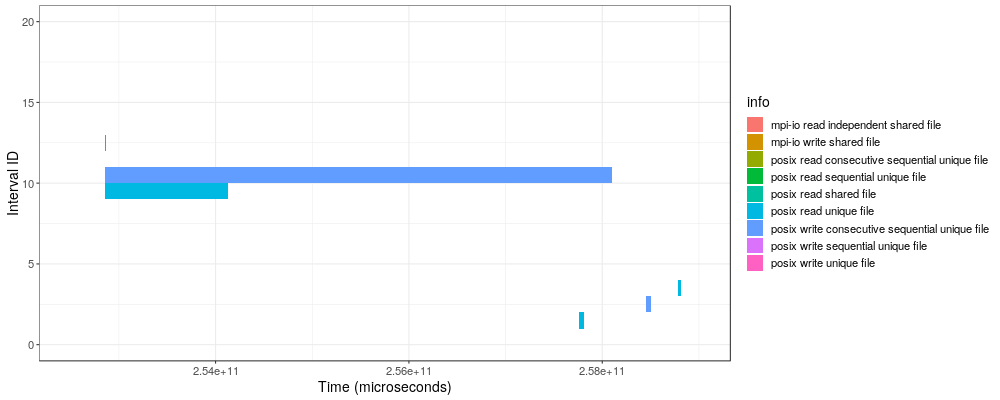 20
15
10
5
0
Interval ID
2.54e+11
2.56e+11
2.58e+11
Time (microseconds)
info
mpi-io read independent shared file
mpi-io write shared file
posix read consecutive sequential unique file
posix read sequential unique file
posix read shared file
posix read unique file
posix write consecutive sequential unique file
posix write sequential unique file
posix write unique file